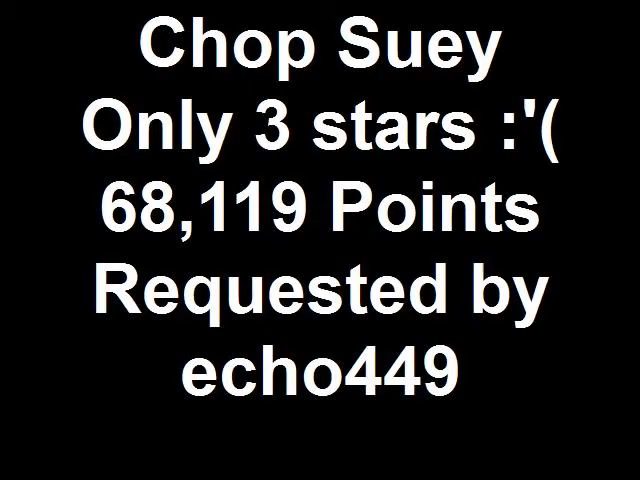 Chop Suey
Only 3 stars :'(
68,119 Points
Requested by
echo449